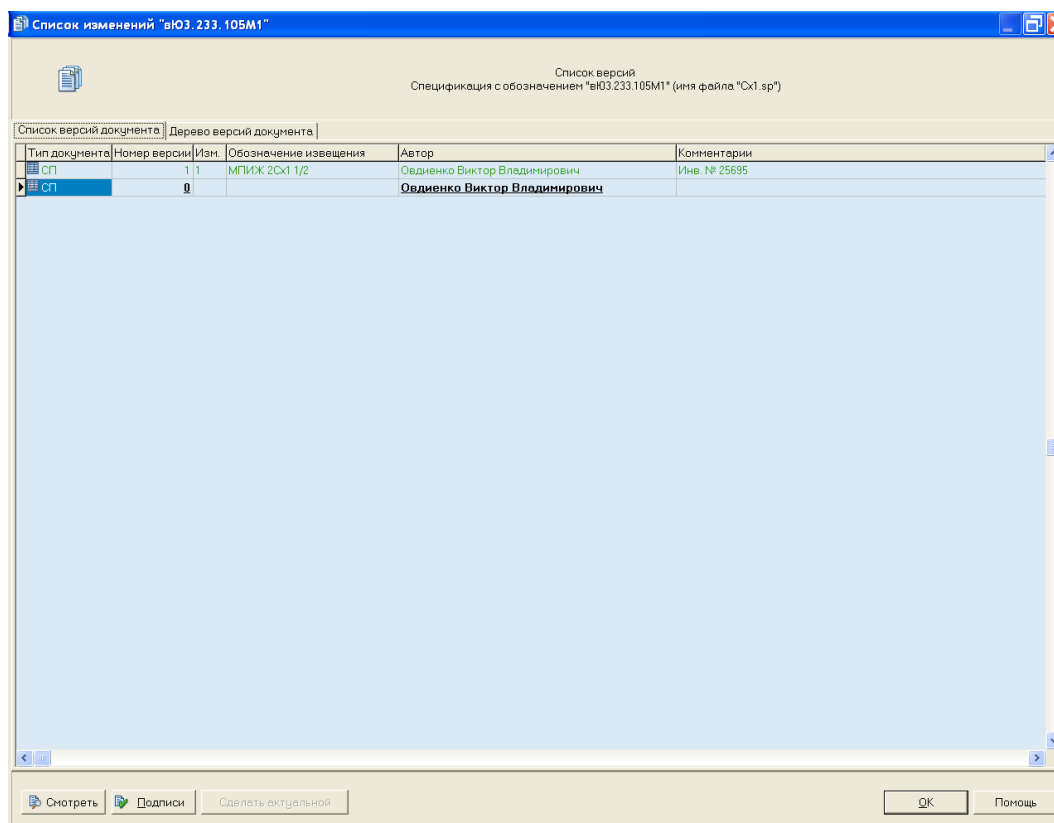 Список изменений "вЮ3.233.105М1"
Список версий
Спецификация с обозначением "вЮ3.233.105М1" (имя файла "Сх1.sp")
Список версий документа Дерево версий документа
Тип документа Номер версии Изм. Обозначение извещения Автор Комментарии
СП 1 1 МПИЖ 2Сх1 1/2 Овдиенко Виктор Владимирович Инв. № 25695
СП 0 Овдиенко Виктор Владимирович
Смотреть Подписи Сделать актуальной OK Помощь